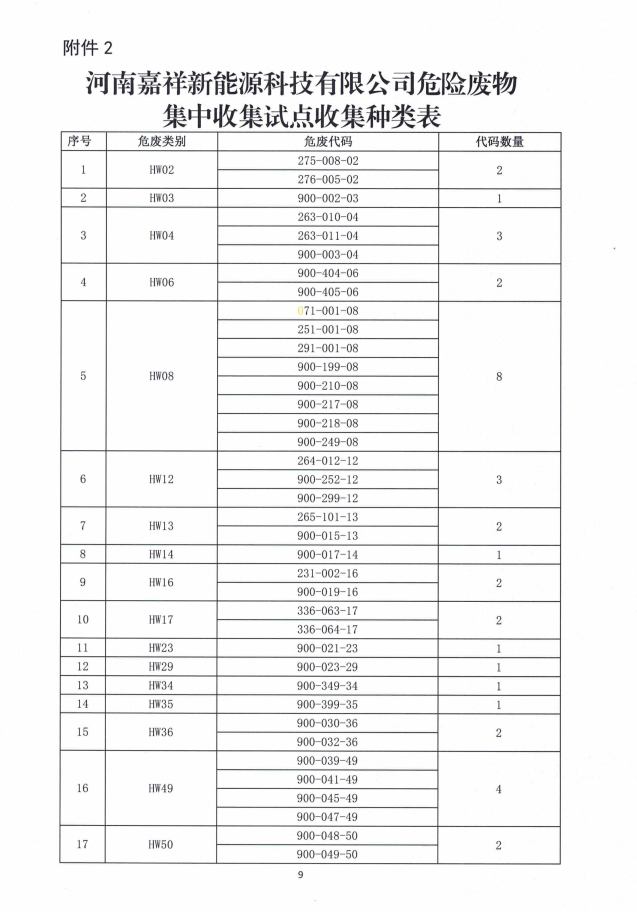 附件 2
河南嘉祥新能源科技有限公司危险废物
集中收集试点收集种类表
序号 危废类别 危废代码 代码数量
1 HW02 275-008-02 2
276-005-02
2 HW03 900-002-03 1
3 HW04 263-010-04 3
263-011-04
900-003-04
4 HW06 900-404-06 2
900-405-06
5 HW08 071-001-08 8
251-001-08
291-001-08
900-199-08
900-210-08
900-217-08
900-218-08
900-249-08
6 HW12 264-012-12 3
900-252-12
900-299-12
7 HW13 265-101-13 2
900-015-13
8 HW14 900-017-14 1
9 HW16 231-002-16 2
900-019-16
10 HW17 336-063-17 2
336-064-17
11 HW23 900-021-23 1
12 HW29 900-023-29 1
13 HW34 900-349-34 1
14 HW35 900-399-35 1
15 HW36 900-030-36 2
900-032-36
16 HW49 900-039-49 4
900-041-49
900-045-49
900-047-49
17 HW50 900-048-50 2
900-049-50
9